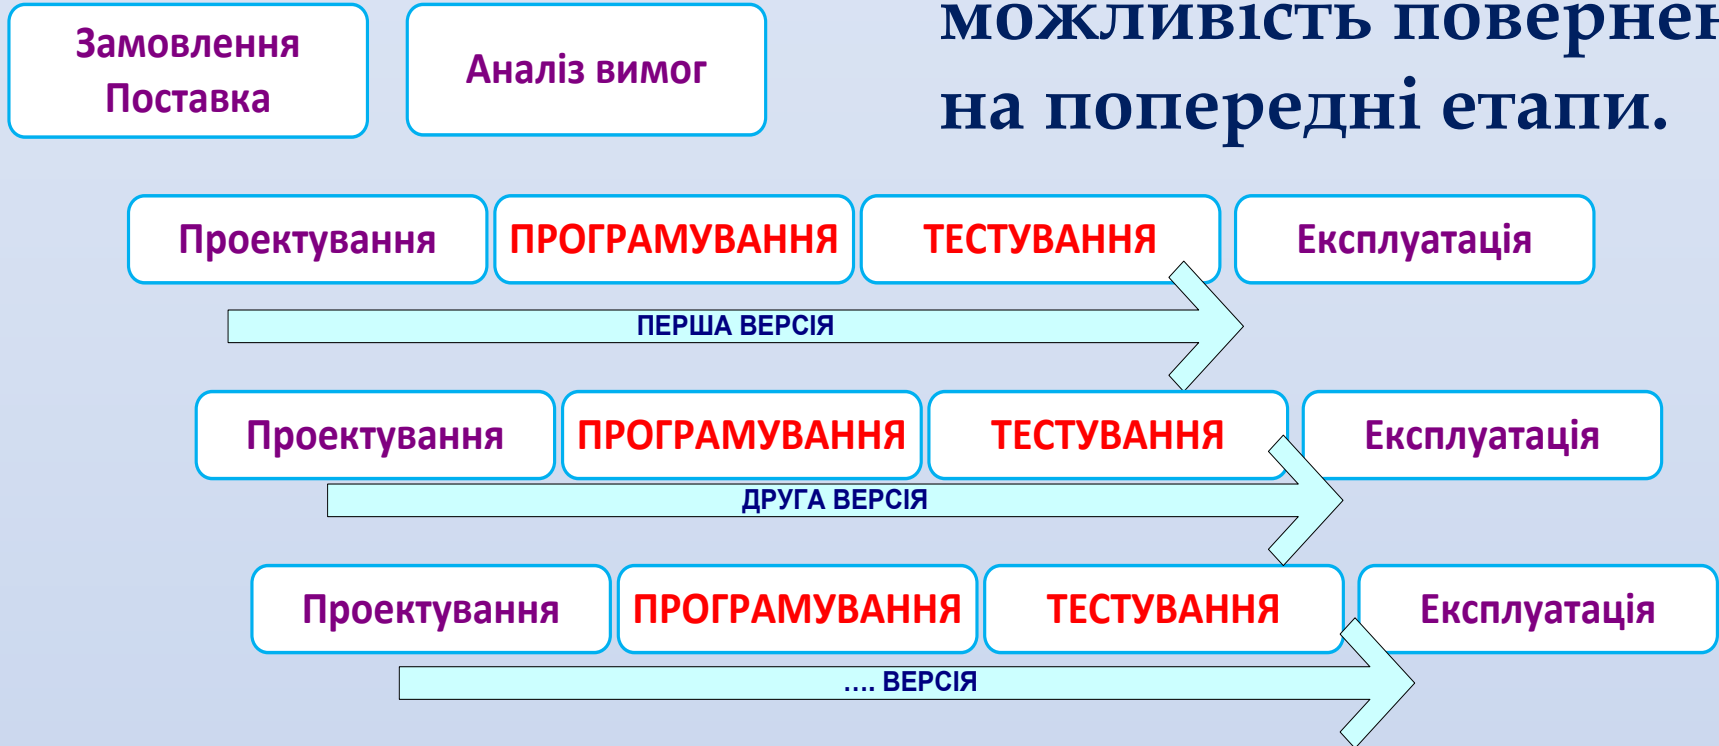 Замовлення
Поставка
Аналіз вимог
можливість
на попередні етапи.
Проектування ПРОГРАМУВАННЯ ТЕСТУВАННЯ Експлуатація
ПЕРША ВЕРСІЯ
Проектування ПРОГРАМУВАННЯ ТЕСТУВАННЯ Експлуатація
ДРУГА ВЕРСІЯ
Проектування ПРОГРАМУВАННЯ ТЕСТУВАННЯ Експлуатація
.... ВЕРСІЯ